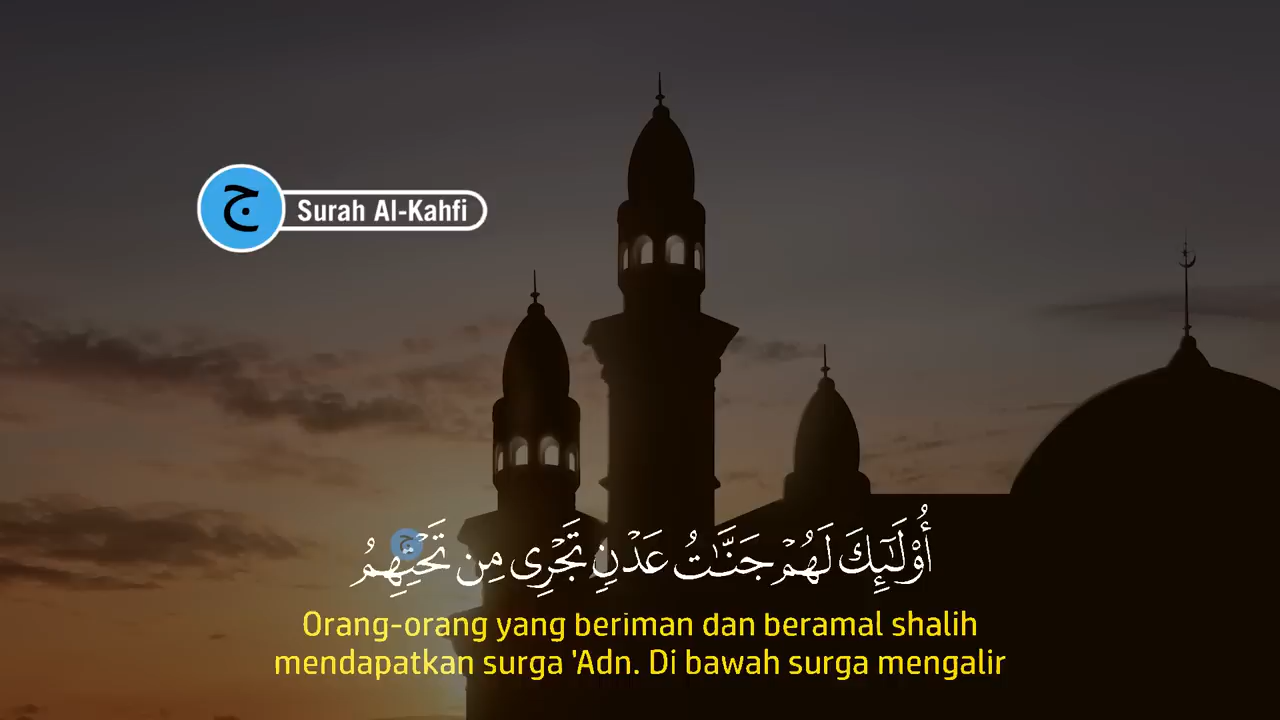 ج
Surah Al-Kahfi
أُوْلَٰٓئِكَ لَهُمْ جَنَّٰتُ عَدْنٍ تَجْرِى مِن تَحْتِهِمُ
Orang-orang yang beriman dan beramal shalih
mendapatkan surga 'Adn. Di bawah surga mengalir